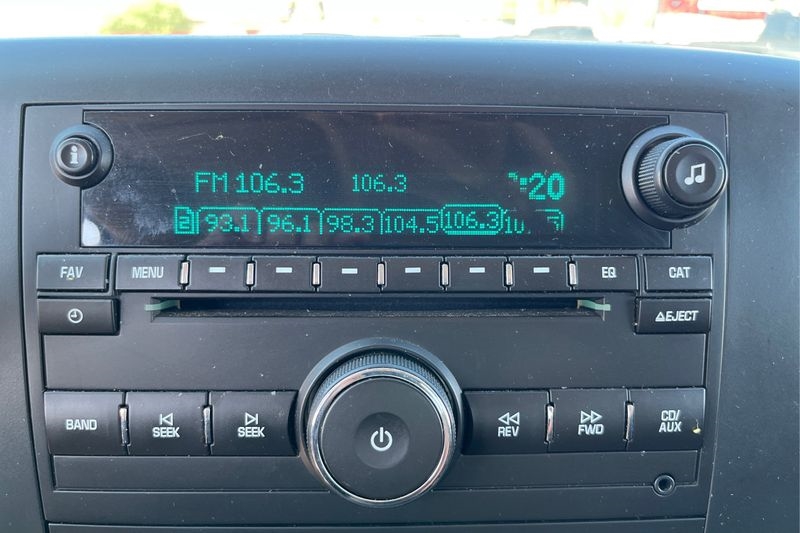 i
FM 106.3 106.3 :20
2 93.1 96.1 98.3 104.5 106.3
FAV MENU EQ CAT
EJECT
BAND SEEK SEEK REV FWD CD/
AUX